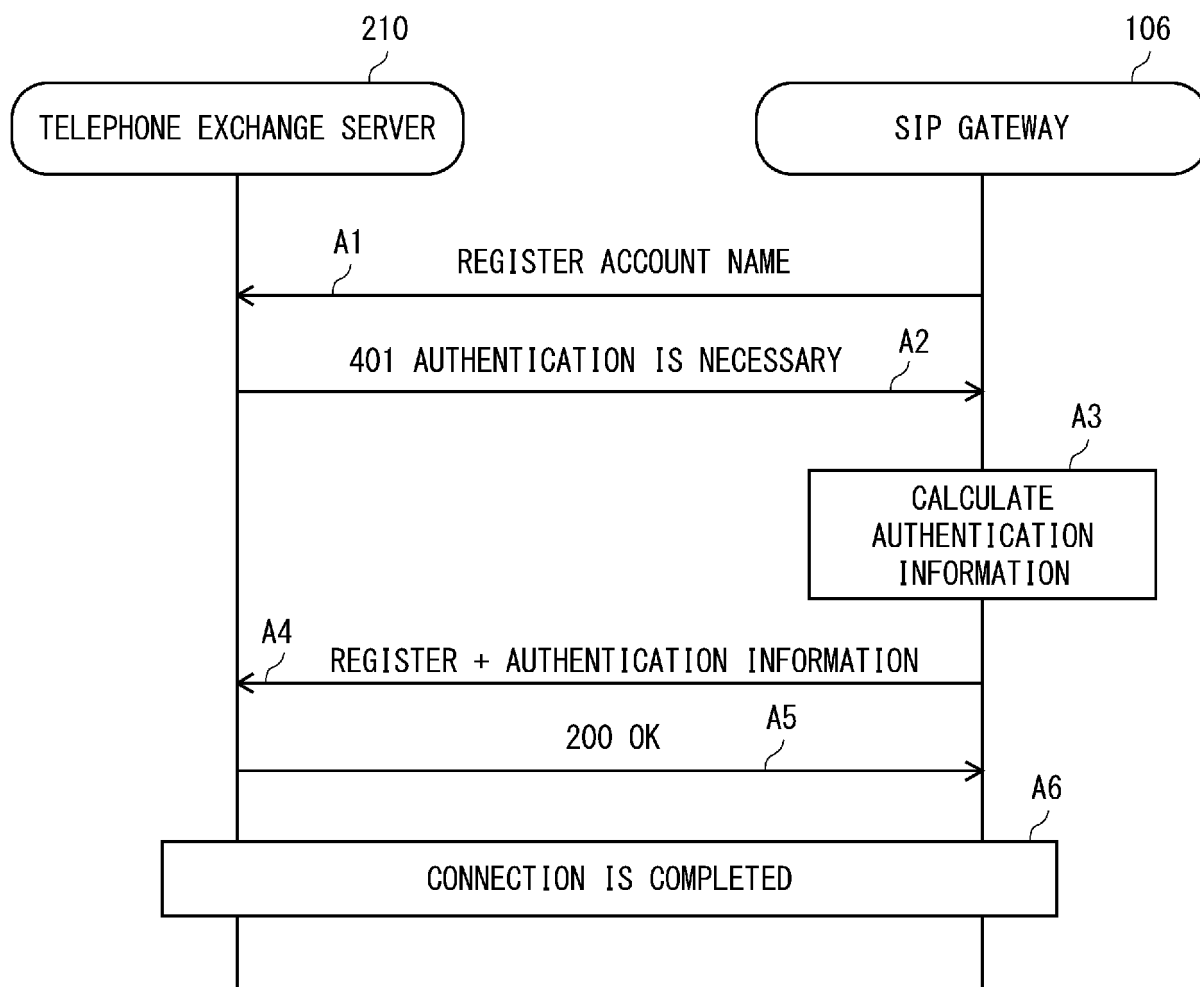 210
106
TELEPHONE EXCHANGE SERVER
SIP GATEWAY
A1
REGISTER ACCOUNT NAME
A2
401 AUTHENTICATION IS NECESSARY
A3
CALCULATE
AUTHENTICATION
INFORMATION
A4
REGISTER + AUTHENTICATION INFORMATION
A5
200 OK
A6
CONNECTION IS COMPLETED